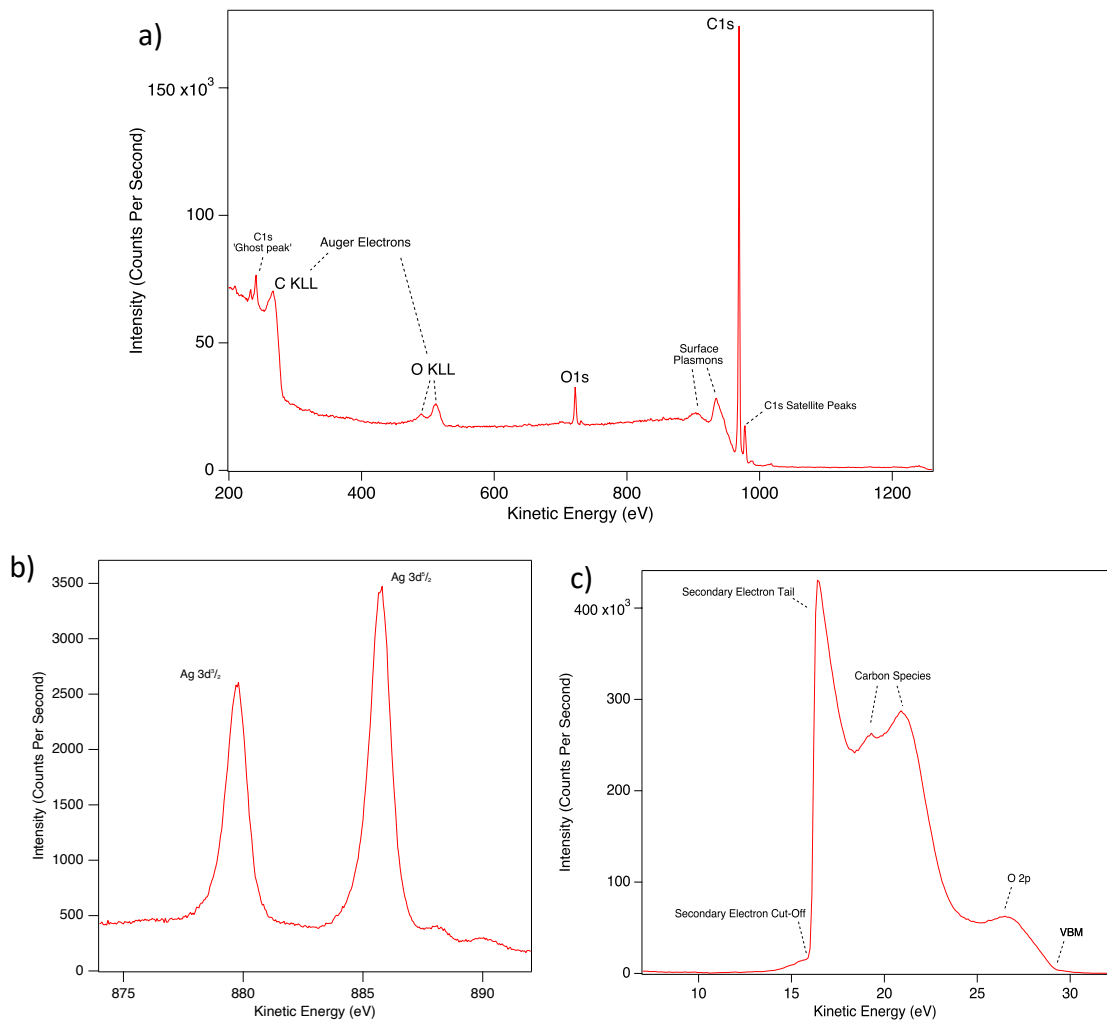 a)
C1s
150 x10³
100
50
0
Intensity (Counts Per Second)
C1s
'Ghost peak'
C KLL
Auger Electrons
O KLL
O1s
Surface
Plasmons
C1s Satellite Peaks
200
400
600
800
1000
1200
Kinetic Energy (eV)
b)
3500
3000
2500
2000
1500
1000
500
0
Intensity (Counts Per Second)
Ag 3d⁵/₂
Ag 3d³/₂
875
880
885
890
Kinetic Energy (eV)
c)
400 x10³
300
200
100
0
Intensity (Counts Per Second)
Secondary Electron Tail
Carbon Species
Secondary Electron Cut-Off
O 2p
VBM
10
15
20
25
30
Kinetic Energy (eV)